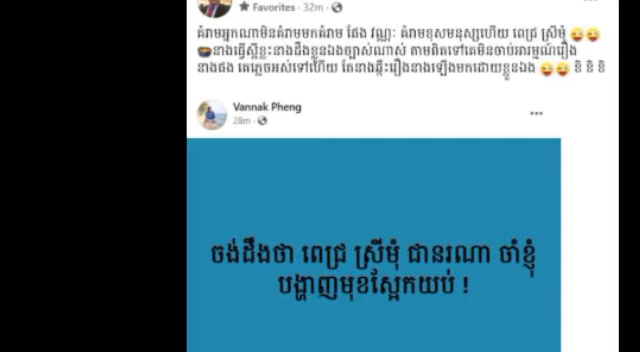 Favorites · 32m ·
គំរាមអ្នកណាមិនគំរាមមកគំរាម ផែង វណ្ណៈ គំរាមខុសមនុស្សហើយ ពេជ្រ ស្រីមុំ 😜😜
នាងធ្វើស្អីខ្លះនាងដឹងខ្លួនឯងច្បាស់ណាស់ តាមពិតទៅគេមិនចាប់អារម្មណ៍រឿង
នាងផង គេភ្លេចអស់ទៅហើយ តែនាងឆ្កឹះរឿងនាងឡើងមកដោយខ្លួនឯង 😜😜 ខិ ខិ ខិ
Vannak Pheng
28m ·
ចង់ដឹងថា ពេជ្រ ស្រីមុំ ជានរណា ចាំខ្ញុំ
បង្ហាញមុខស្អែកយប់ !